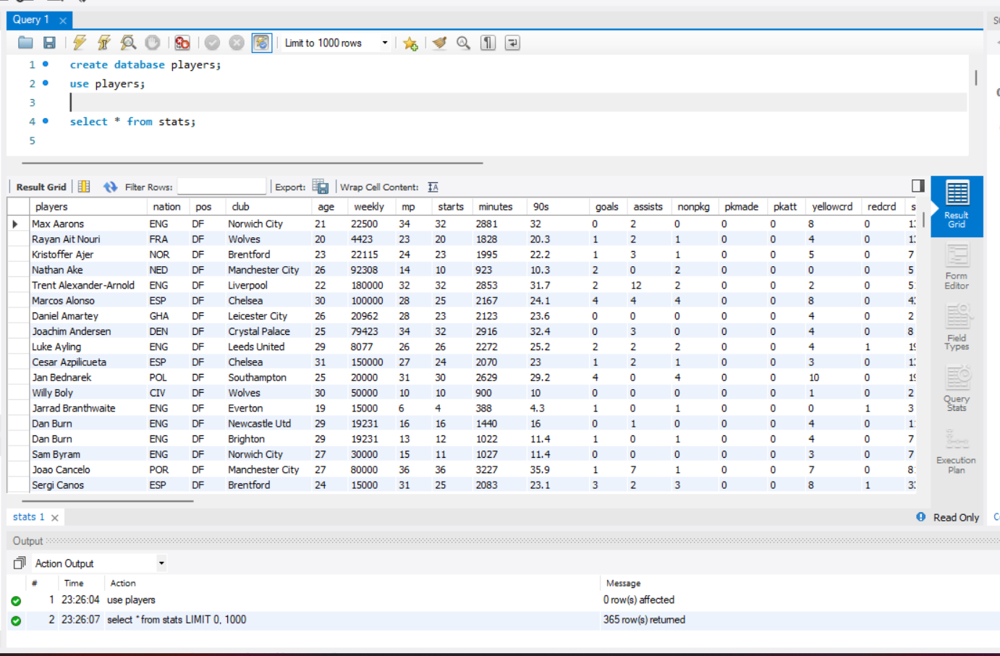 Query 1
Limit to 1000 rows
1 create database players;
2 use players;
3
4 select * from stats;
5
Result Grid Filter Rows: Export: Wrap Cell Content: IA
players nation pos club age weekly mp starts minutes 90s goals assists nonpkg pkmade pkatt yellowcrd redcrd s
Max Aarons ENG DF Norwich City 21 22500 34 32 2881 32 0 2 0 0 0 8 0
Rayan Ait Nouri FRA DF Wolves 20 4423 23 20 1828 20.3 1 2 1 0 0 4 0
Kristoffer Ajer NOR DF Brentford 23 22115 24 23 1995 22.2 1 3 1 0 0 5 0 7
Nathan Ake NED DF Manchester City 26 92308 14 10 923 10.3 2 0 2 0 0 0 0 5
Trent Alexander-Arnold ENG DF Liverpool 22 180000 32 32 2853 31.7 2 12 2 0 0 2 0
Marcos Alonso ESP DF Chelsea 30 100000 28 25 2167 24.1 4 4 4 0 0 8 0
Daniel Amartey GHA DF Leicester City 26 20962 28 23 2123 23.6 0 0 0 0 0 4 0 2
Joachim Andersen DEN DF Crystal Palace 25 79423 34 32 2916 32.4 0 3 0 0 0 4 0 8
Luke Ayling ENG DF Leeds United 29 8077 26 26 2272 25.2 2 2 2 0 0 4 1
Cesar Azpilicueta ESP DF Chelsea 31 150000 27 24 2070 23 1 2 1 0 0 3 0
Jan Bednarek POL DF Southampton 25 20000 31 30 2629 29.2 4 0 4 0 0 10 0
Willy Boly CIV DF Wolves 30 50000 10 10 900 10 0 0 0 0 0 1 0 2
Jarrad Branthwaite ENG DF Everton 19 15000 6 4 388 4.3 1 0 1 0 0 0 1 3
Dan Burn ENG DF Newcastle Utd 29 19231 16 16 1440 16 0 1 0 0 0 4 0
Dan Burn ENG DF Brighton 29 19231 13 12 1022 11.4 1 0 1 0 0 4 0 7
Sam Byram ENG DF Norwich City 27 30000 15 11 1027 11.4 0 0 0 0 0 3 0 7
Joao Cancelo POR DF Manchester City 27 80000 36 36 3227 35.9 1 7 1 0 0 7 0
Sergi Canos ESP DF Brentford 24 15000 31 25 2083 23.1 3 2 3 0 0 8 1
Result
Grid
Form
Editor
Field
Types
Query
Stats
Execution
Plan
stats 1
Read Only
Output
Action Output
# Time Action Message
1 23:26:04 use players 0 row(s) affected
2 23:26:07 select * from stats LIMIT 0, 1000 365 row(s) returned